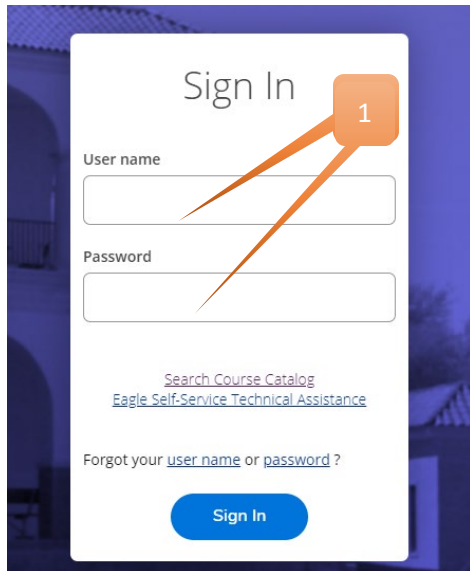 Sign In
1
User name
Password
Search Course Catalog
Eagle Self-Service Technical Assistance
Forgot your user name or password ?
Sign In